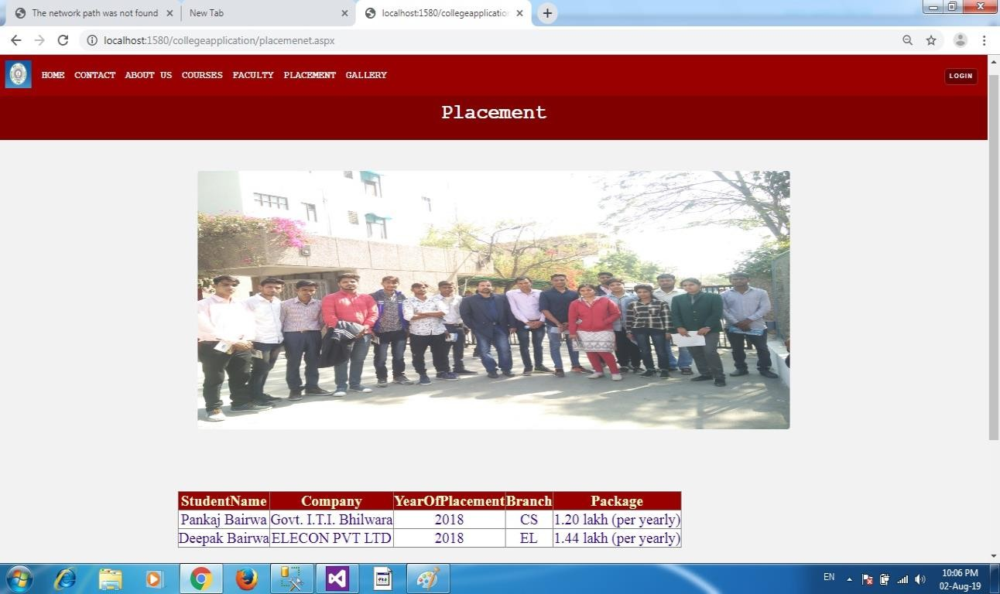 The network path was not found
New Tab
localhost:1580/collegeapplicatio
localhost:1580/collegeapplication/placemenet.aspx
HOME CONTACT ABOUT US COURSES FACULTY PLACEMENT GALLERY
LOGIN
Placement
StudentName Company YearOfPlacement Branch Package
Pankaj Bairwa Govt. I.T.I. Bhilwara 2018 CS 1.20 lakh (per yearly)
Deepak Bairwa ELECON PVT LTD 2018 EL 1.44 lakh (per yearly)
EN
10:06 PM
02-Aug-19